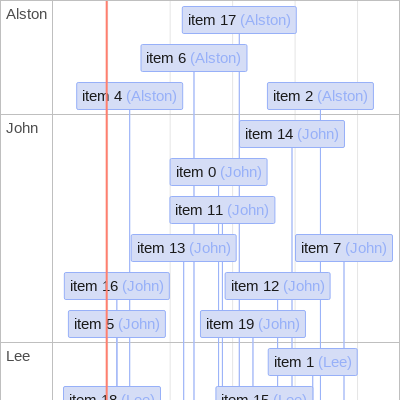 Alston
item 17 (Alston)
item 6 (Alston)
item 4 (Alston)
item 2 (Alston)
John
item 14 (John)
item 0 (John)
item 11 (John)
item 13 (John)
item 7 (John)
item 16 (John)
item 12 (John)
item 5 (John)
item 19 (John)
Lee
item 1 (Lee)
item 18 (Lee)
item 15 (Lee)